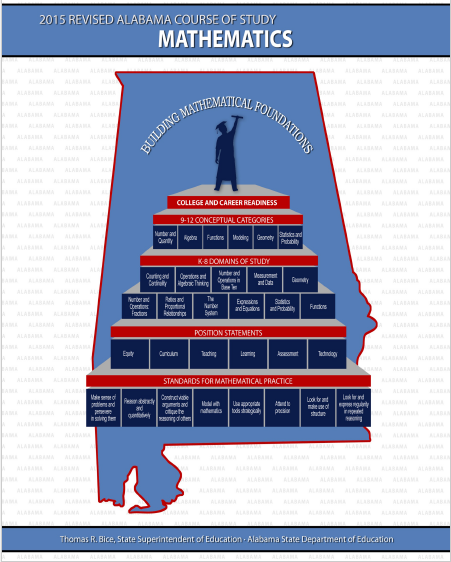 2015 REVISED ALABAMA COURSE OF STUDY
MATHEMATICS
BUILDING MATHEMATICAL FOUNDATIONS
COLLEGE AND CAREER READINESS
9-12 CONCEPTUAL CATEGORIES
Number and Quantity
Algebra
Functions
Modeling
Geometry
Statistics and Probability
K-8 DOMAINS OF STUDY
Counting and Cardinality
Operations and Algebraic Thinking
Number and Operations in Base Ten
Measurement and Data
Geometry
Number and Operations Fractions
Ratios and Proportional Relationships
The Number System
Expressions and Equations
Statistics and Probability
Functions
POSITION STATEMENTS
Equity
Curriculum
Teaching
Learning
Assessment
Technology
STANDARDS FOR MATHEMATICAL PRACTICE
Make sense of problems and persevere in solving them
Reason abstractly and quantitatively
Construct viable arguments and critique the reasoning of others
Model with mathematics
Use appropriate tools strategically
Attend to precision
Look for and make use of structure
Look for and express regularity in repeated reasoning
Thomas R. Bice, State Superintendent of Education · Alabama State Department of Education